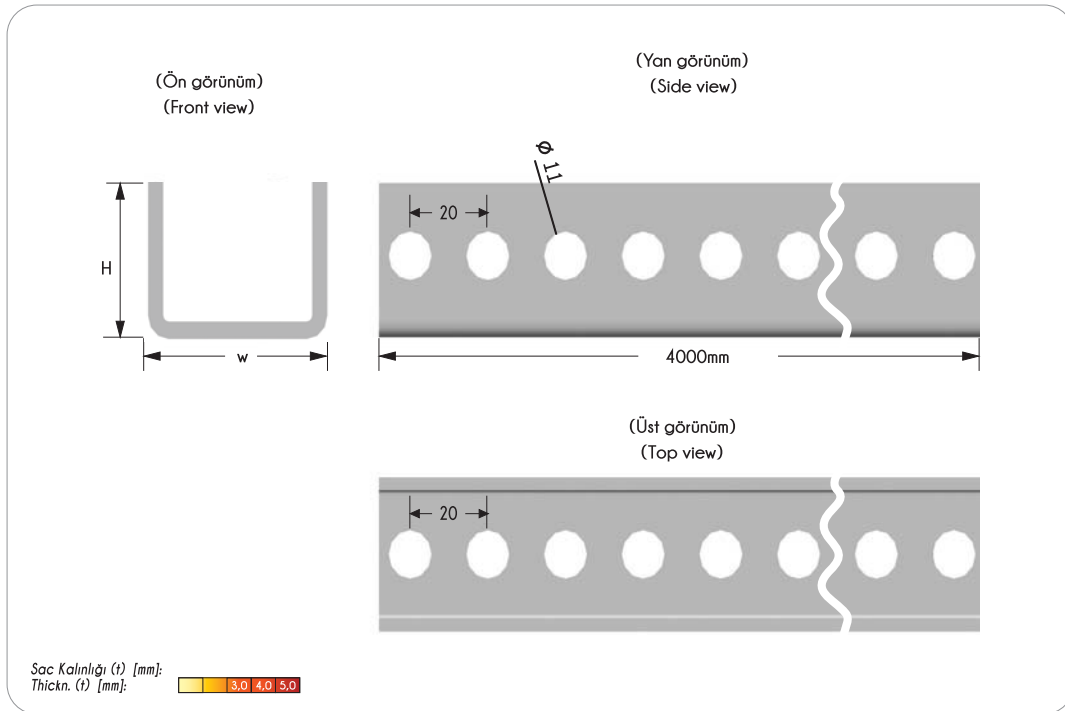 (Ön görünüm)
(Front view)
(Yan görünüm)
(Side view)
Ø 11
20
H
w
4000mm
(Üst görünüm)
(Top view)
20
Sac Kalınlığı (t) [mm]:
Thickn. (t) [mm]:
3,0 4,0 5,0